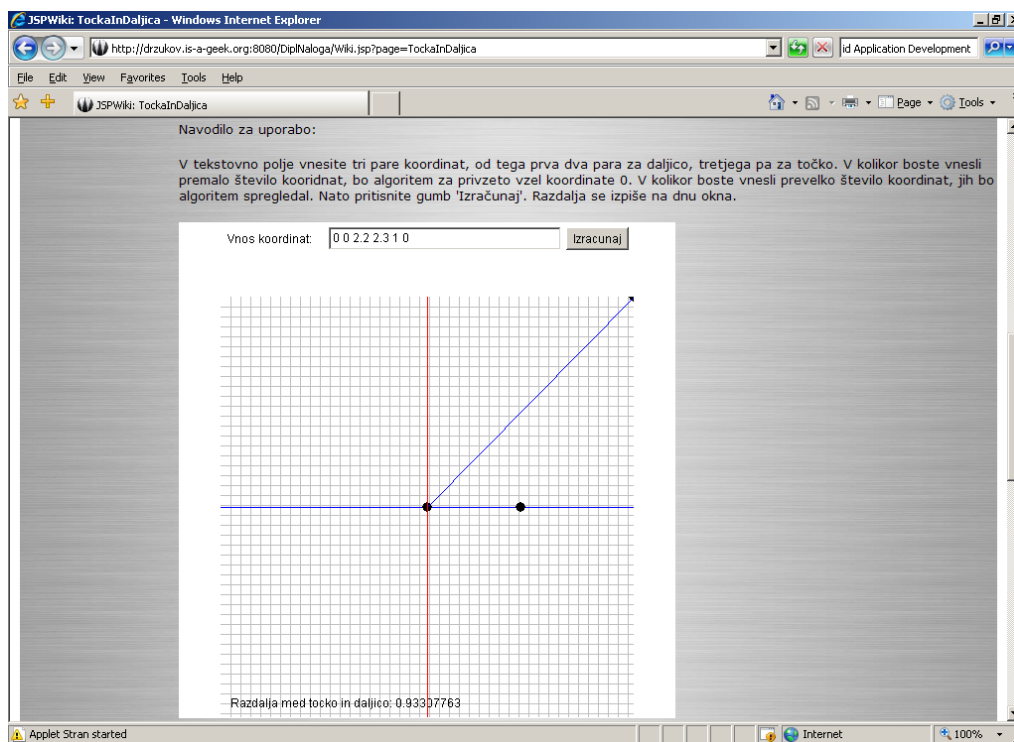 JSPWiki: TockaInDaljica - Windows Internet Explorer
http://drzukov.is-a-geek.org:8080/DiplNaloga/Wiki.jsp?page=TockaInDaljica
id Application Development
File Edit View Favorites Tools Help
JSPWiki: TockaInDaljica
Page Tools
Navodilo za uporabo:
V tekstovno polje vnesite tri pare koordinat, od tega prva dva para za daljico, tretjega pa za točko. V kolikor boste vnesli
premalo število kooridnat, bo algoritem za privzeto vzel koordinate 0. V kolikor boste vnesli prevelko število koordinat, jih bo
algoritem spregledal. Nato pritisnite gumb 'Izračunaj'. Razdalja se izpiše na dnu okna.
Vnos koordinat: 0 0 2.2 2.3 1 0 Izracunaj
Razdalja med tocko in daljico: 0.93307763
Applet Stran started
Internet
100%